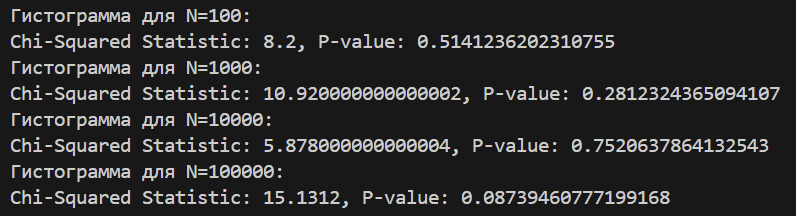 Гистограмма для N=100:
Chi-Squared Statistic: 8.2, P-value: 0.5141236202310755
Гистограмма для N=1000:
Chi-Squared Statistic: 10.920000000000002, P-value: 0.2812324365094107
Гистограмма для N=10000:
Chi-Squared Statistic: 5.878000000000004, P-value: 0.7520637864132543
Гистограмма для N=100000:
Chi-Squared Statistic: 15.1312, P-value: 0.08739460777199168